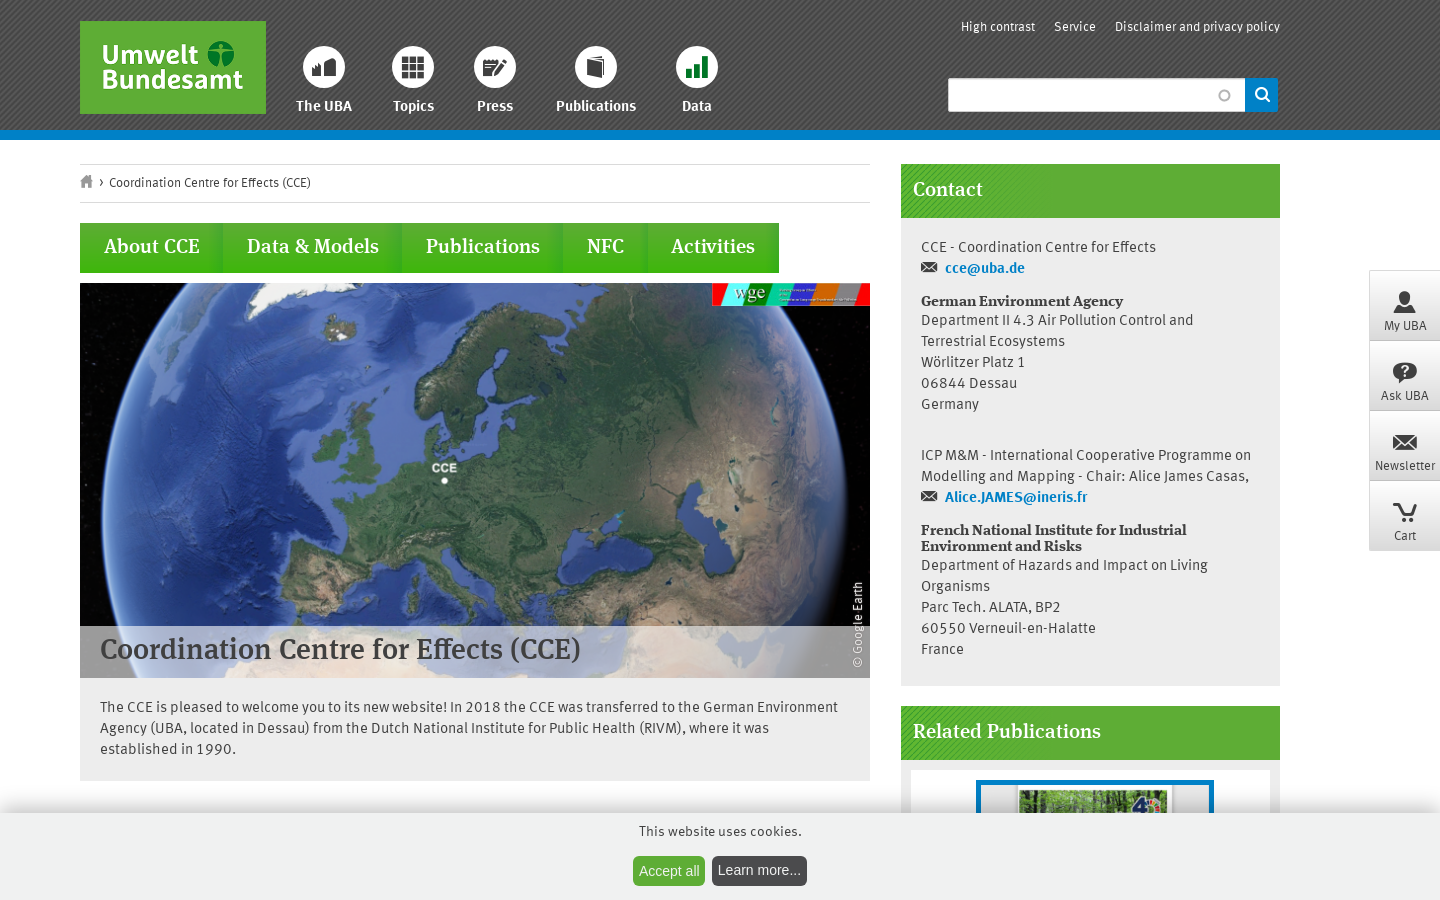 High contrast Service Disclaimer and privacy policy
Umwelt
Bundesamt
The UBA
Topics
Press
Publications
Data
› Coordination Centre for Effects (CCE)
About CCE
Data & Models
Publications
NFC
Activities
wge
CCE
© Google Earth
Coordination Centre for Effects (CCE)
The CCE is pleased to welcome you to its new website! In 2018 the CCE was transferred to the German Environment
Agency (UBA, located in Dessau) from the Dutch National Institute for Public Health (RIVM), where it was
established in 1990.
Contact
CCE - Coordination Centre for Effects
cce@uba.de
German Environment Agency
Department II 4.3 Air Pollution Control and
Terrestrial Ecosystems
Wörlitzer Platz 1
06844 Dessau
Germany
ICP M&M - International Cooperative Programme on
Modelling and Mapping - Chair: Alice James Casas,
Alice.JAMES@ineris.fr
French National Institute for Industrial
Environment and Risks
Department of Hazards and Impact on Living
Organisms
Parc Tech. ALATA, BP2
60550 Verneuil-en-Halatte
France
Related Publications
4
My UBA
Ask UBA
Newsletter
Cart
This website uses cookies.
Accept all
Learn more...